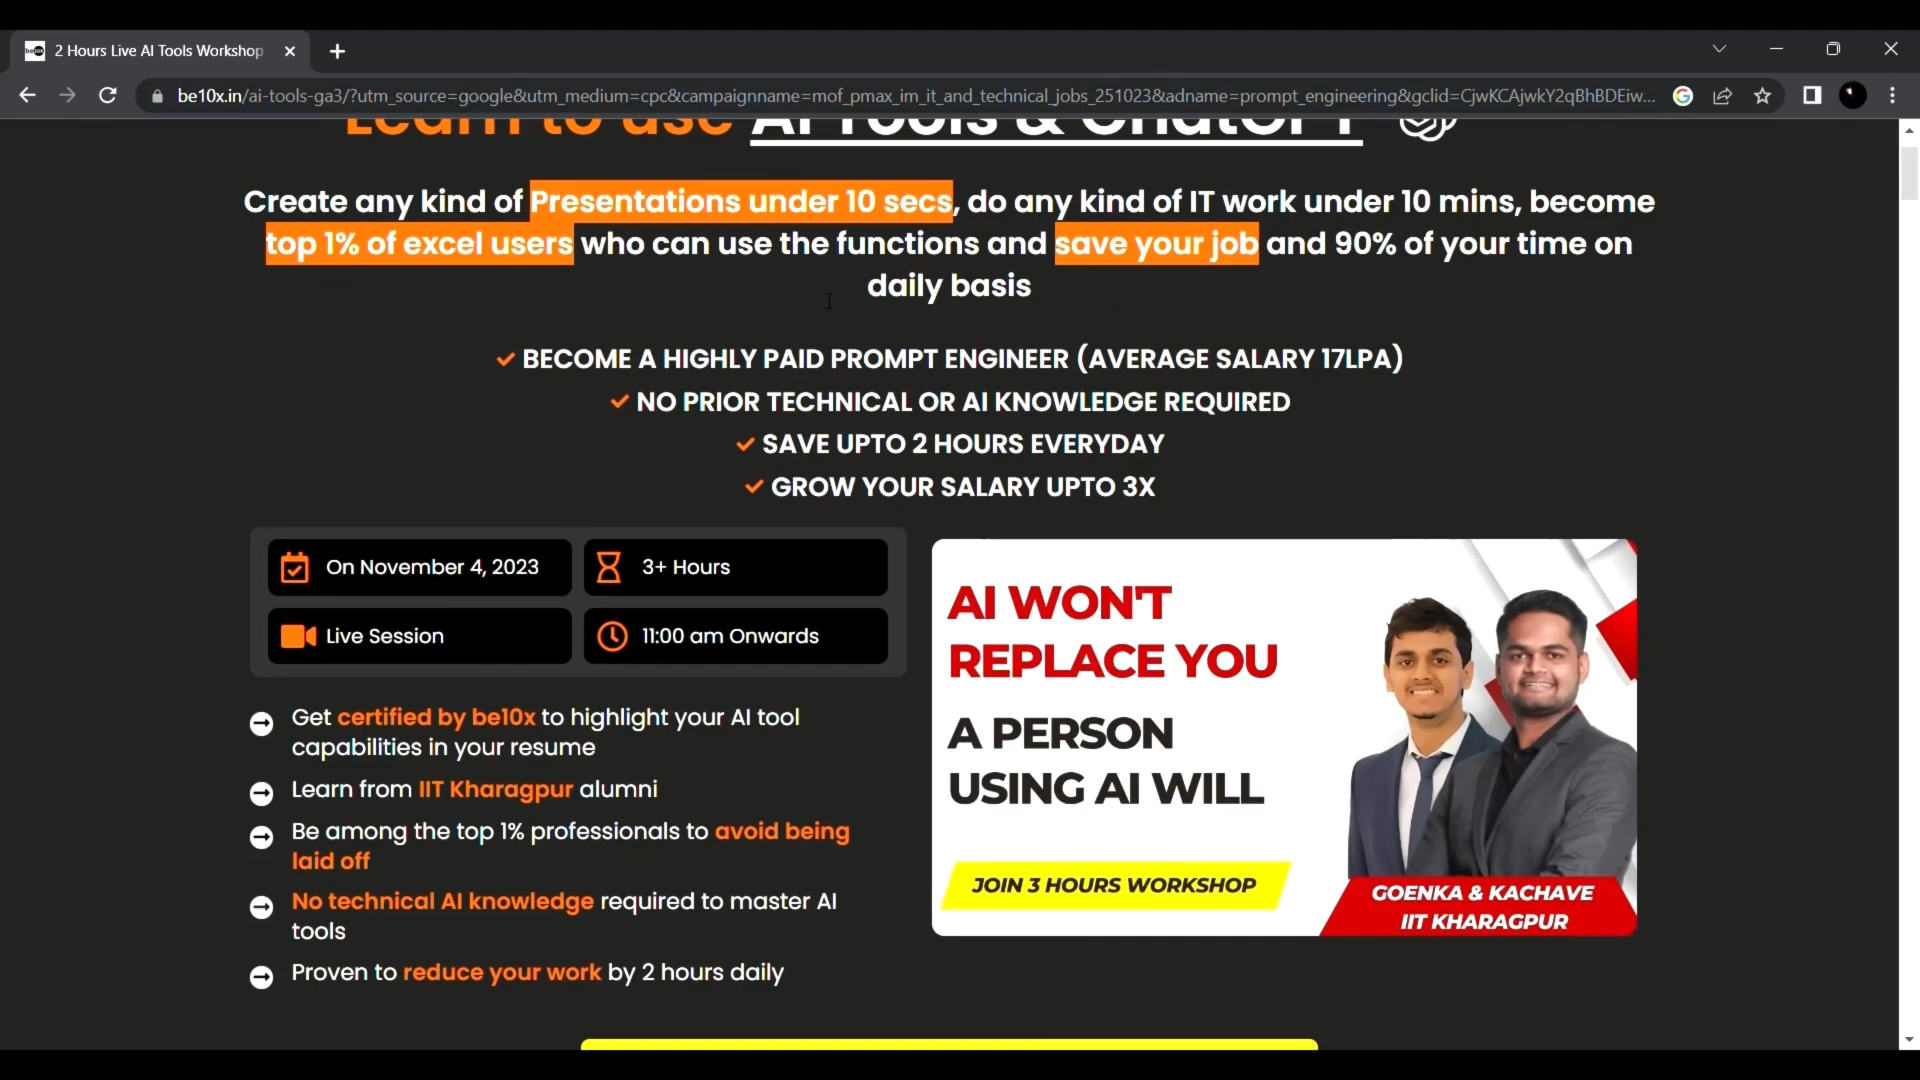 2 Hours Live AI Tools Workshop
be10x.in/ai-tools-ga3/?utm_source=google&utm_medium=cpc&campaignname=mof_pmax_im_it_and_technical_jobs_251023&adname=prompt_engineering&gclid=CjwKCAjwkY2qBhBDEiw...
Learn to use AI Tools & ChatGPT
Create any kind of Presentations under 10 secs, do any kind of IT work under 10 mins, become
top 1% of excel users who can use the functions and save your job and 90% of your time on
daily basis
BECOME A HIGHLY PAID PROMPT ENGINEER (AVERAGE SALARY 17LPA)
NO PRIOR TECHNICAL OR AI KNOWLEDGE REQUIRED
SAVE UPTO 2 HOURS EVERYDAY
GROW YOUR SALARY UPTO 3X
On November 4, 2023
3+ Hours
Live Session
11:00 am Onwards
Get certified by be10x to highlight your AI tool
capabilities in your resume
Learn from IIT Kharagpur alumni
Be among the top 1% professionals to avoid being
laid off
No technical AI knowledge required to master AI
tools
Proven to reduce your work by 2 hours daily
AI WON'T
REPLACE YOU
A PERSON
USING AI WILL
JOIN 3 HOURS WORKSHOP
GOENKA & KACHAVE
IIT KHARAGPUR